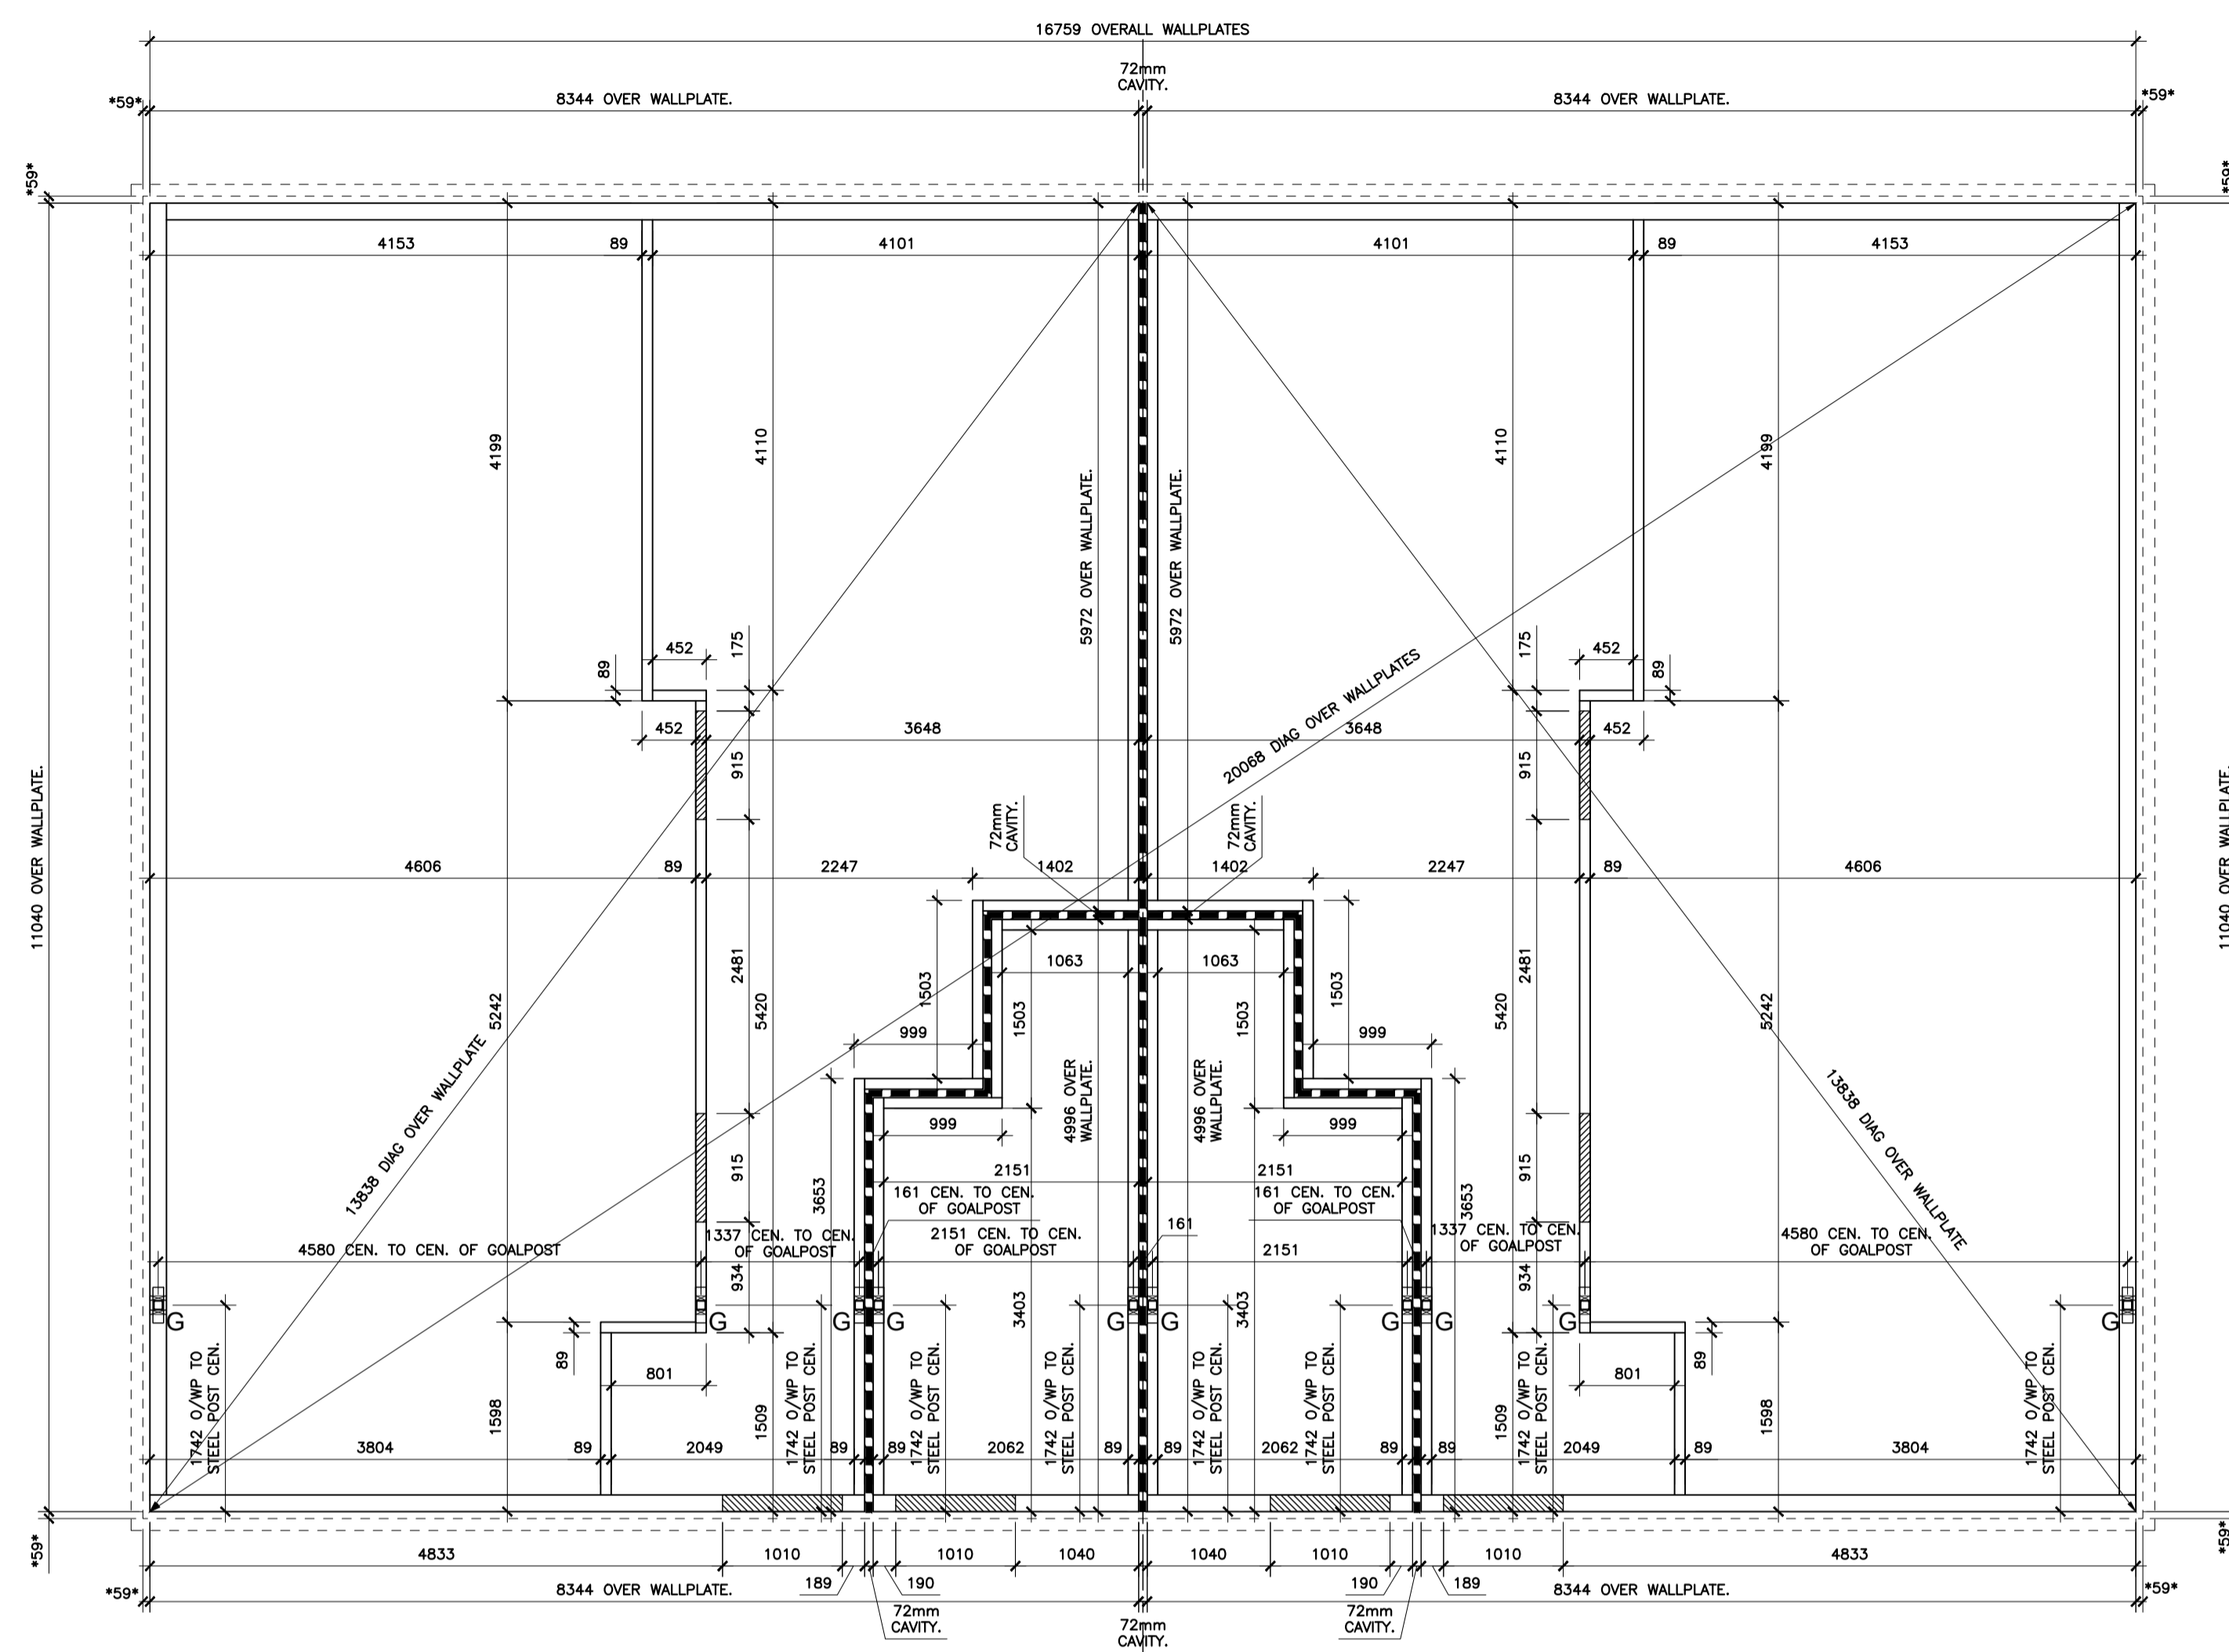 16759 OVERALL WALLPLATES
72mm
CAVITY.
*59*
8344 OVER WALLPLATE.
8344 OVER WALLPLATE.
*59*
*59*
*59*
4153
89
4101
4101
89
4153
4199
4110
5972 OVER WALLPLATE.
5972 OVER WALLPLATE.
4110
4199
452
175
89
452
175
89
452
3648
3648
452
915
915
20068 DIAG OVER WALLPLATES
11040 OVER WALLPLATE.
11040 OVER WALLPLATE.
72mm
CAVITY.
72mm
CAVITY.
4606
89
2247
1402
1402
2247
89
4606
2481
5420
1503
1063
1063
1503
5420
2481
5242
1503
1503
5242
999
999
13838 DIAG OVER WALLPLATE
4996 OVER
WALLPLATE.
4996 OVER
WALLPLATE.
13838 DIAG OVER WALLPLATE
999
999
915
3653
2151
2151
3653
915
161 CEN. TO CEN.
OF GOALPOST
161 CEN. TO CEN.
OF GOALPOST
4580 CEN. TO CEN. OF GOALPOST
1337 CEN. TO CEN.
OF GOALPOST
2151 CEN. TO CEN.
OF GOALPOST
161
2151
1337 CEN. TO CEN.
OF GOALPOST
4580 CEN. TO CEN.
OF GOALPOST
934
3403
3403
934
G
G
G
G
G
G
G
G
G
G
89
801
801
89
1742 O/WP TO
STEEL POST CEN.
1598
1509
1742 O/WP TO
STEEL POST CEN.
1742 O/WP TO
STEEL POST CEN.
1742 O/WP TO
STEEL POST CEN.
1742 O/WP TO
STEEL POST CEN.
1742 O/WP TO
STEEL POST CEN.
1509
1742 O/WP TO
STEEL POST CEN.
1598
1742 O/WP TO
STEEL POST CEN.
3804
89
2049
89
89
2062
89
89
2062
89
89
2049
89
3804
*59*
4833
1010
1010
1040
1040
1010
1010
4833
*59*
189
190
190
189
*59*
8344 OVER WALLPLATE.
8344 OVER WALLPLATE.
*59*
72mm
CAVITY.
72mm
CAVITY.
72mm
CAVITY.